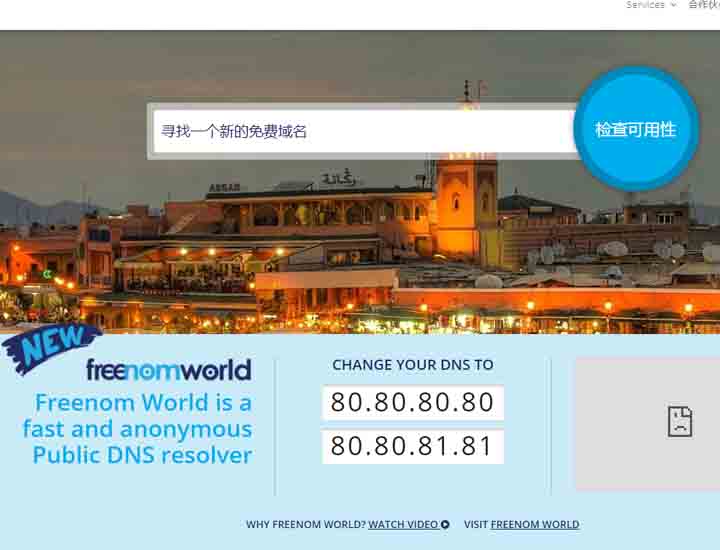 Services
合作伙
寻找一个新的免费域名
检查可用性
ARGANA
رڭانة
NEW
freenomworld
Freenom World is a
fast and anonymous
Public DNS resolver
CHANGE YOUR DNS TO
80.80.80.80
80.80.81.81
WHY FREENOM WORLD? WATCH VIDEO
VISIT FREENOM WORLD